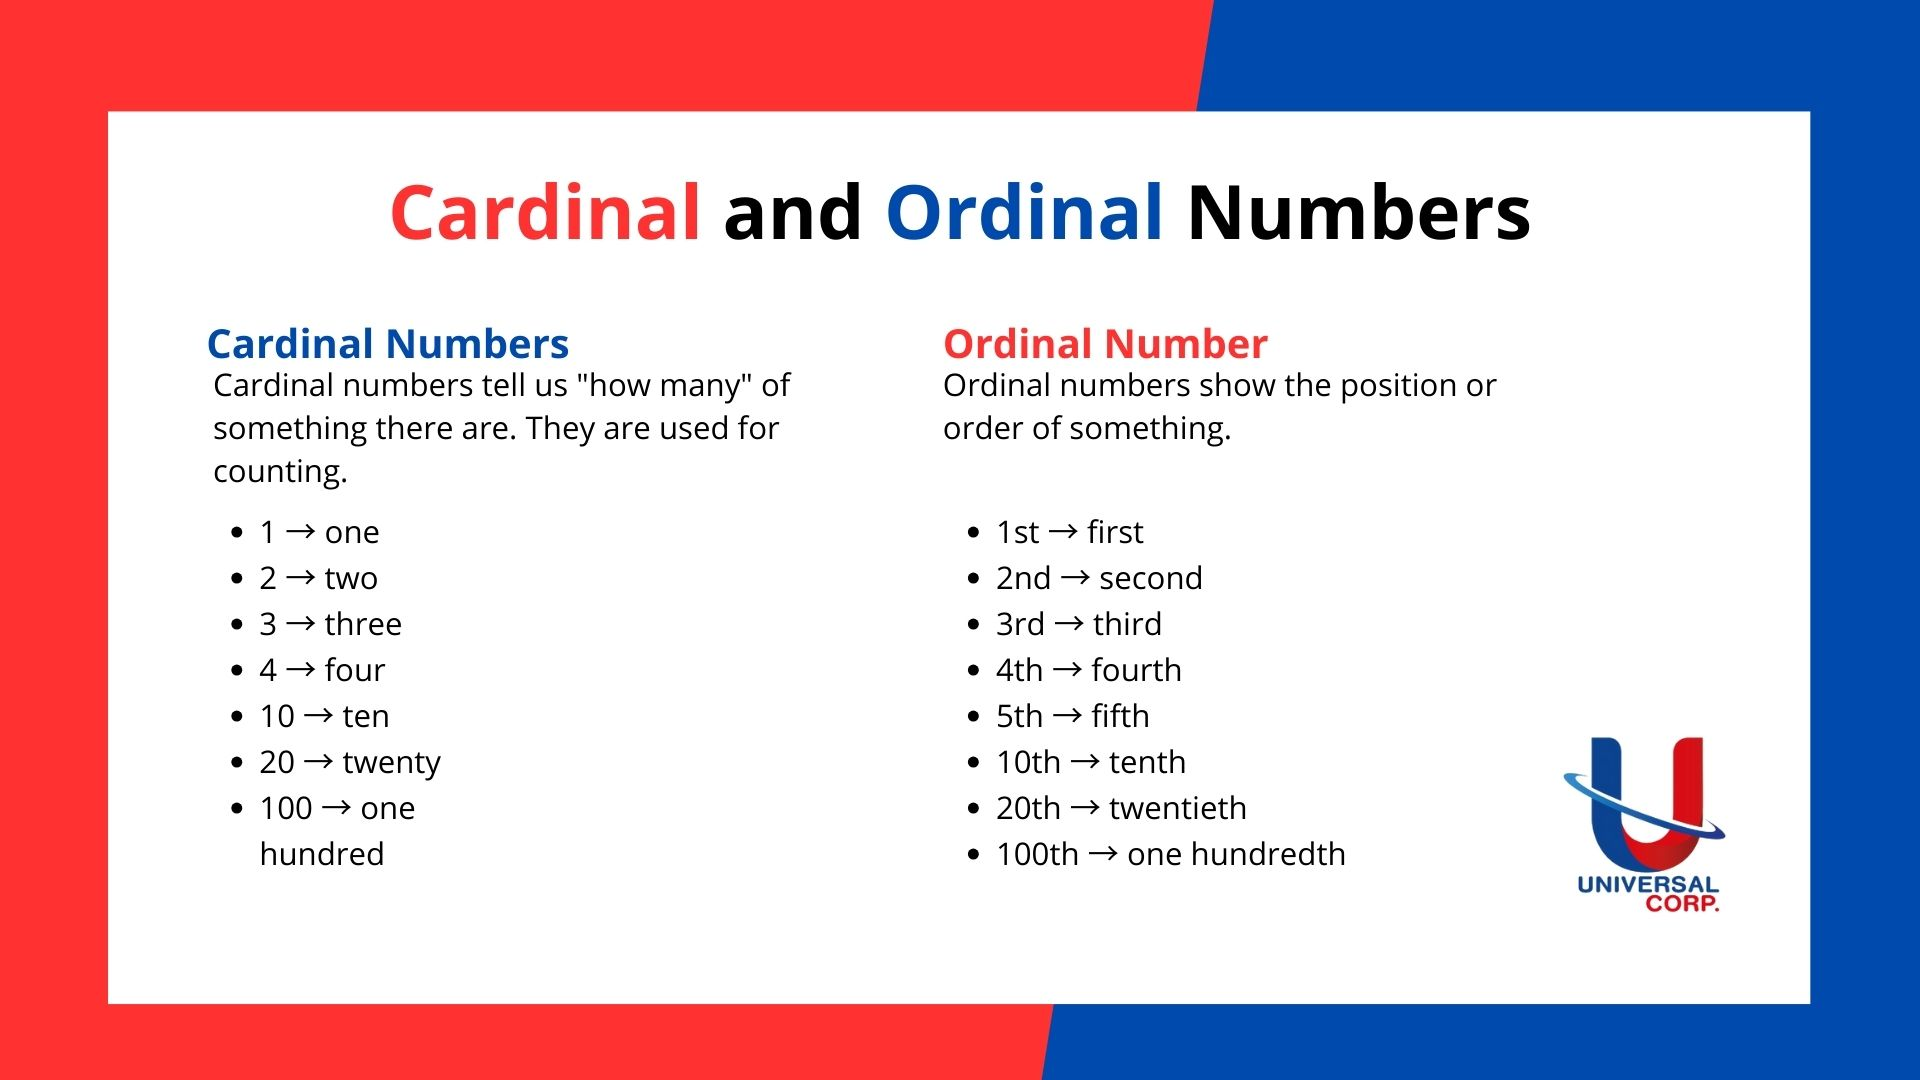 Cardinal and Ordinal Numbers
Cardinal Numbers
Cardinal numbers tell us "how many" of
something there are. They are used for
counting.
• 1 → one
• 2 → two
• 3 → three
• 4 → four
• 10 → ten
• 20 → twenty
• 100 → one
hundred
Ordinal Number
Ordinal numbers show the position or
order of something.
• 1st → first
• 2nd → second
• 3rd → third
• 4th → fourth
• 5th → fifth
• 10th → tenth
• 20th → twentieth
• 100th → one hundredth
UNIVERSAL
CORP.